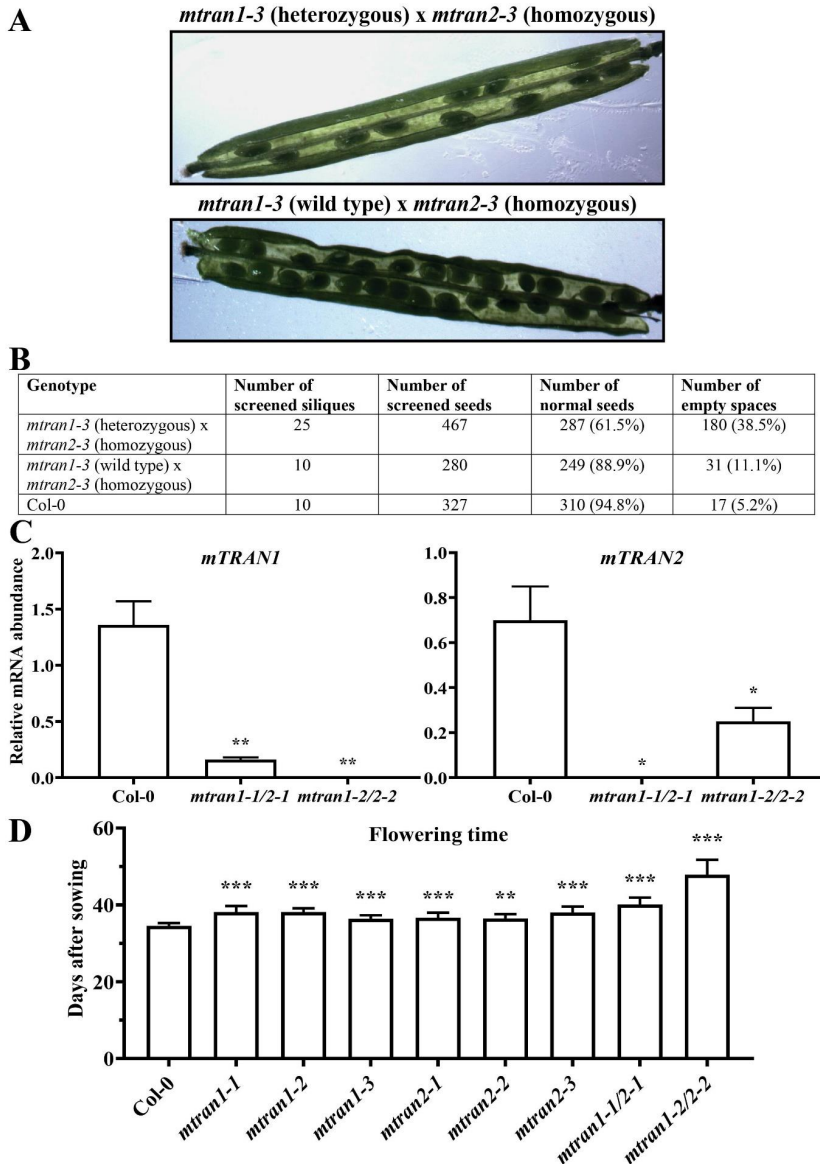 A
mtran1-3 (heterozygous) x mtran2-3 (homozygous)
mtran1-3 (wild type) x mtran2-3 (homozygous)
B
Genotype Number of screened siliques Number of screened seeds Number of normal seeds Number of empty spaces
mtran1-3 (heterozygous) x mtran2-3 (homozygous) 25 467 287 (61.5%) 180 (38.5%)
mtran1-3 (wild type) x mtran2-3 (homozygous) 10 280 249 (88.9%) 31 (11.1%)
Col-0 10 327 310 (94.8%) 17 (5.2%)
C
mTRAN1
Relative mRNA abundance
2.0
1.5
1.0
0.5
0.0
**
**
Col-0 mtran1-1/2-1 mtran1-2/2-2
mTRAN2
1.0
0.8
0.6
0.4
0.2
0.0
*
*
Col-0 mtran1-1/2-1 mtran1-2/2-2
D
Flowering time
Days after sowing
60
40
20
0
*** *** *** *** ** *** *** ***
Col-0
mtran1-1
mtran1-2
mtran1-3
mtran2-1
mtran2-2
mtran2-3
mtran1-1/2-1
mtran1-2/2-2